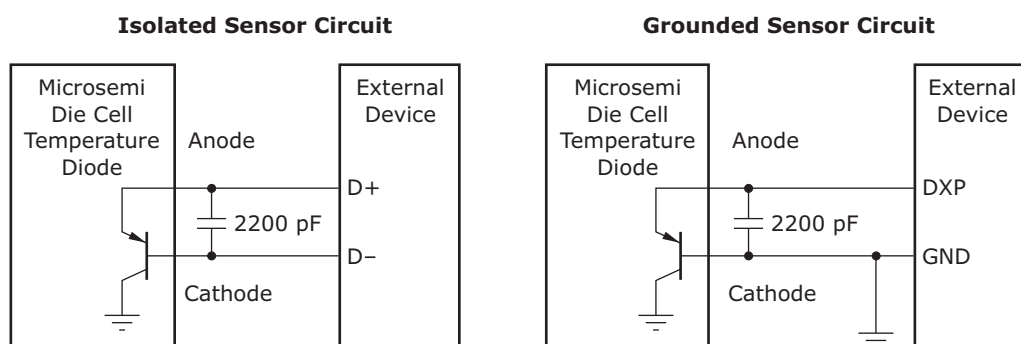 Isolated Sensor Circuit
Microsemi
Die Cell
Temperature
Diode
Anode
External
Device
D+
2200 pF
D–
Cathode
Grounded Sensor Circuit
Microsemi
Die Cell
Temperature
Diode
Anode
External
Device
DXP
2200 pF
GND
Cathode